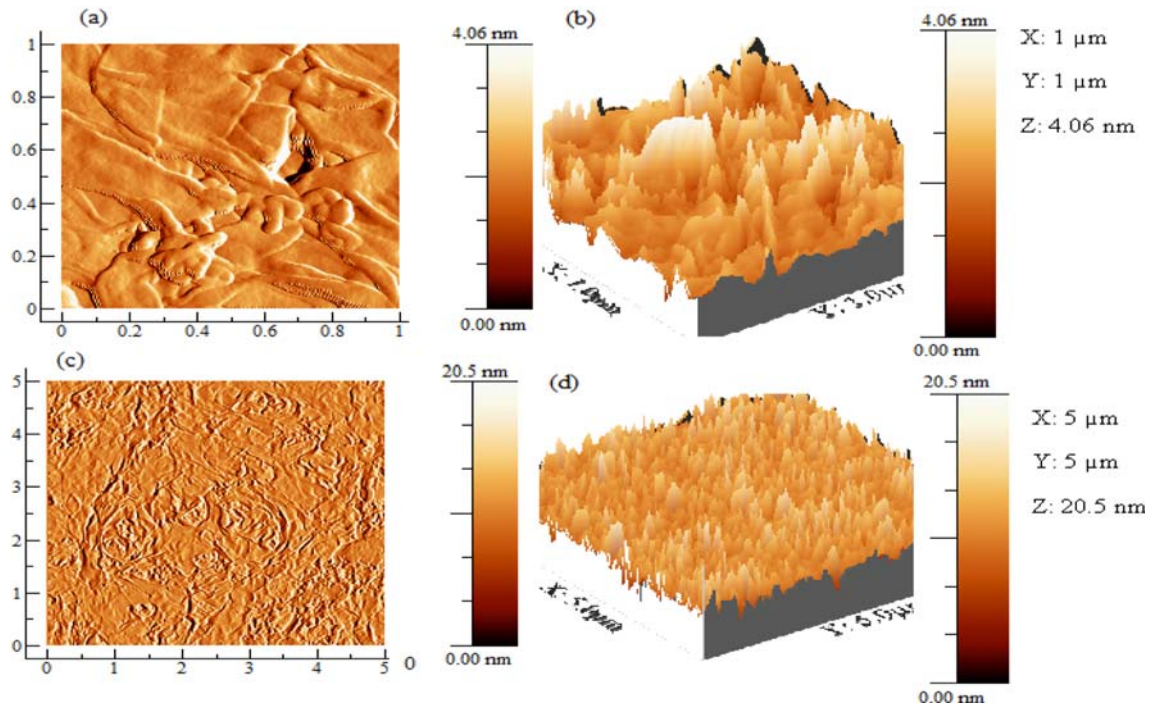 (a)
4.06 nm
1
0.8
0.6
0.4
0.2
0
0 0.2 0.4 0.6 0.8 1
0.00 nm
(b)
4.06 nm
X: 1 µm
Y: 1 µm
Z: 4.06 nm
0.00 nm
(c)
20.5 nm
5
4
3
2
1
0
0 1 2 3 4 5 0
0.00 nm
(d)
20.5 nm
X: 5 µm
Y: 5 µm
Z: 20.5 nm
0.00 nm